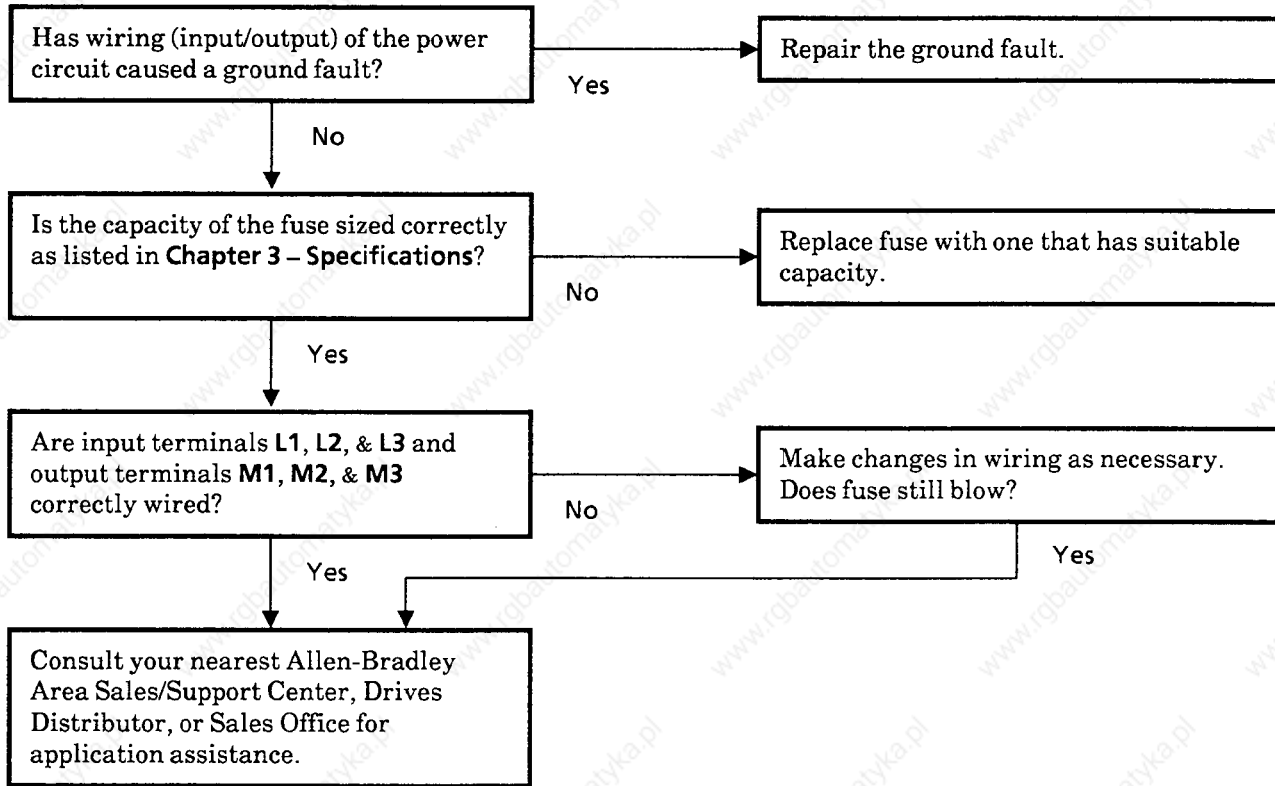 Has wiring (input/output) of the power
circuit caused a ground fault?
Yes
Repair the ground fault.
No
Is the capacity of the fuse sized correctly
as listed in Chapter 3 – Specifications?
No
Replace fuse with one that has suitable
capacity.
Yes
Are input terminals L1, L2, & L3 and
output terminals M1, M2, & M3
correctly wired?
No
Make changes in wiring as necessary.
Does fuse still blow?
Yes
Yes
Consult your nearest Allen-Bradley
Area Sales/Support Center, Drives
Distributor, or Sales Office for
application assistance.
www.rgbautomatyka.pl